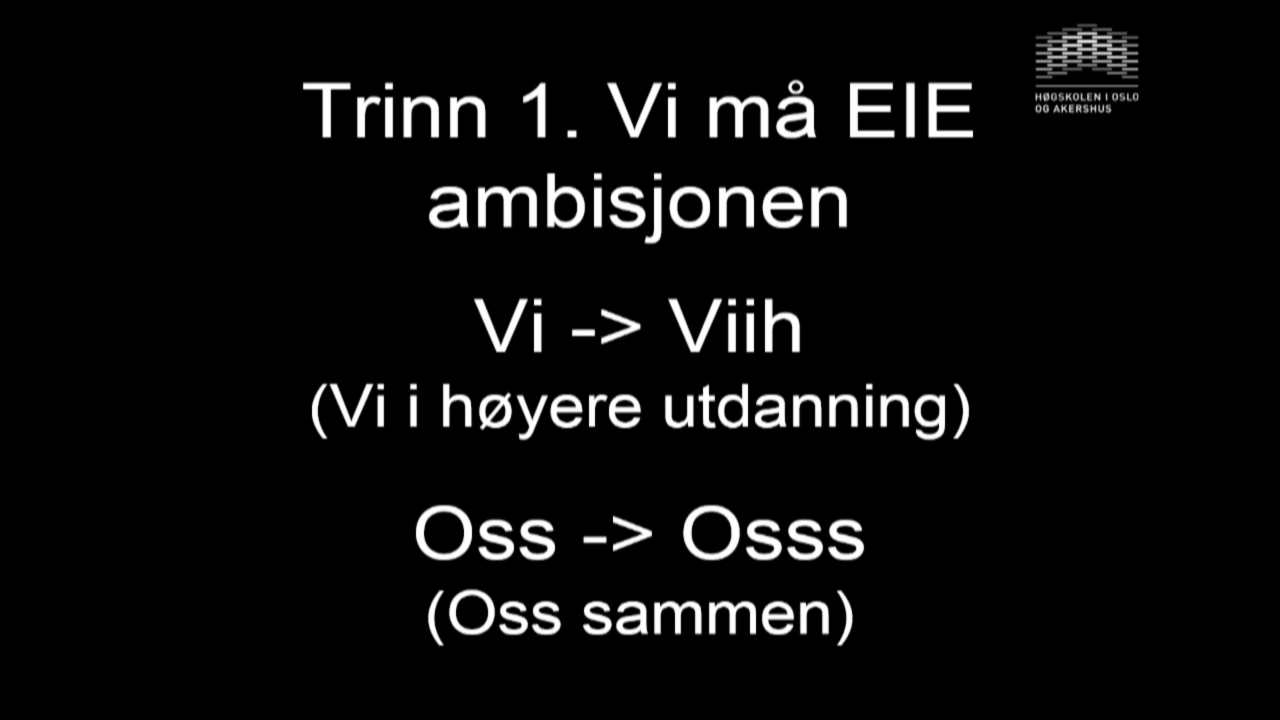 HØGSKOLEN I OSLO
OG AKERSHUS
Trinn 1. Vi må EIE
ambisjonen
Vi -> Viih
(Vi i høyere utdanning)
Oss -> Osss
(Oss sammen)